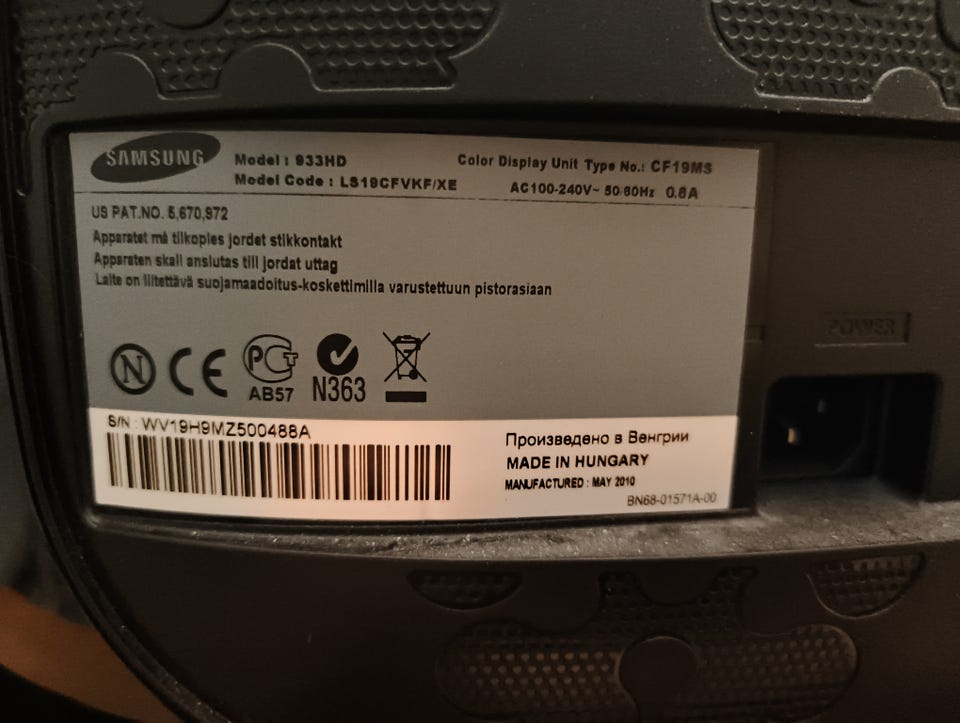 SAMSUNG
Model : 933HD
Model Code : LS19CFVKF/XE
Color Display Unit Type No.: CF19MS
AC100-240V~ 50/60Hz 0.8A
US PAT.NO. 5,670,972
Apparatet må tilkoples jordet stikkontakt
Apparaten skall anslutas till jordat uttag
Laite on liitettävä suojamaadoitus-koskettimilla varustettuun pistorasiaan
N
CE
PCT
AB57
N363
S/N : WV19H9MZ500488A
Произведено в Венгрии
MADE IN HUNGARY
MANUFACTURED : MAY 2010
BN68-01571A-00
POWER